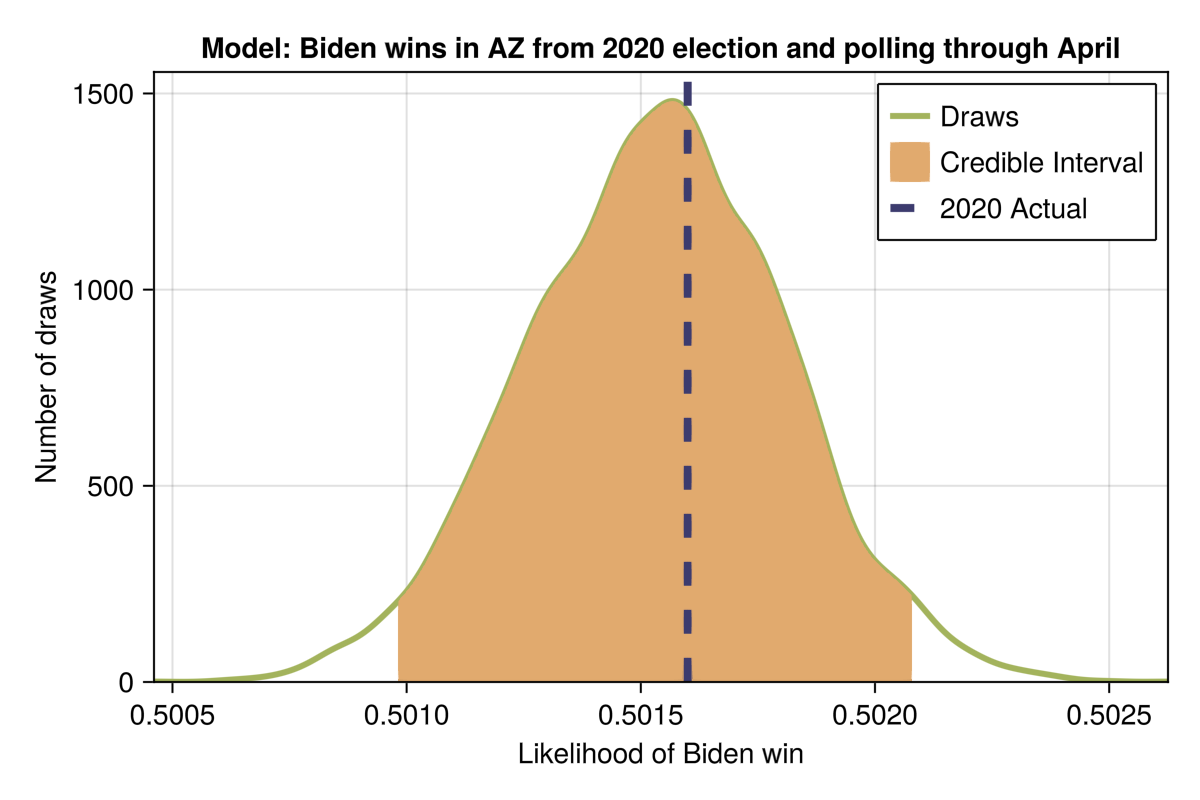 Model: Biden wins in AZ from 2020 election and polling through April
1500
1000
500
0
Number of draws
Draws
Credible Interval
2020 Actual
0.5005
0.5010
0.5015
0.5020
0.5025
Likelihood of Biden win